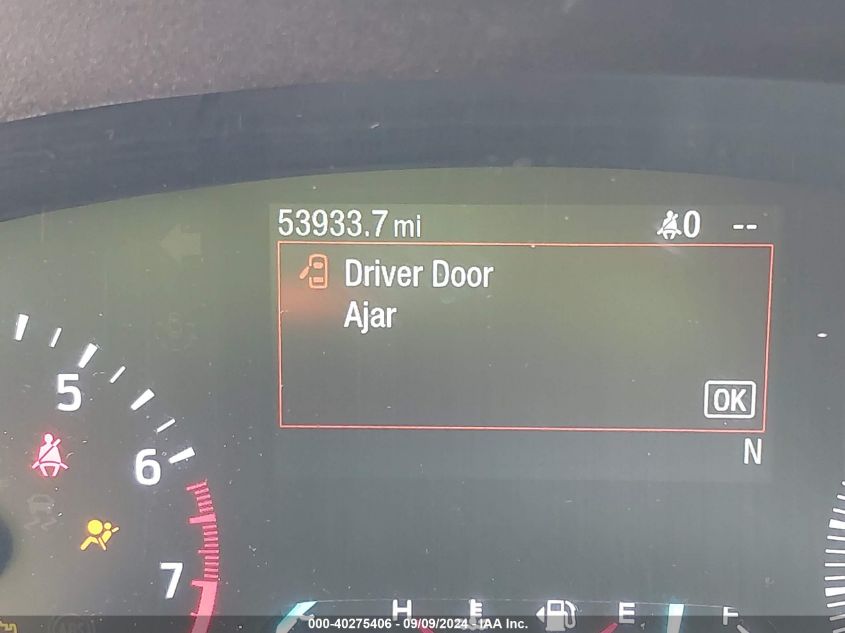 53933.7 mi 0 --
Driver Door
Ajar
OK
N
5
6
7
H E F
000-40275406 - 09/09/2024 - IAA Inc.